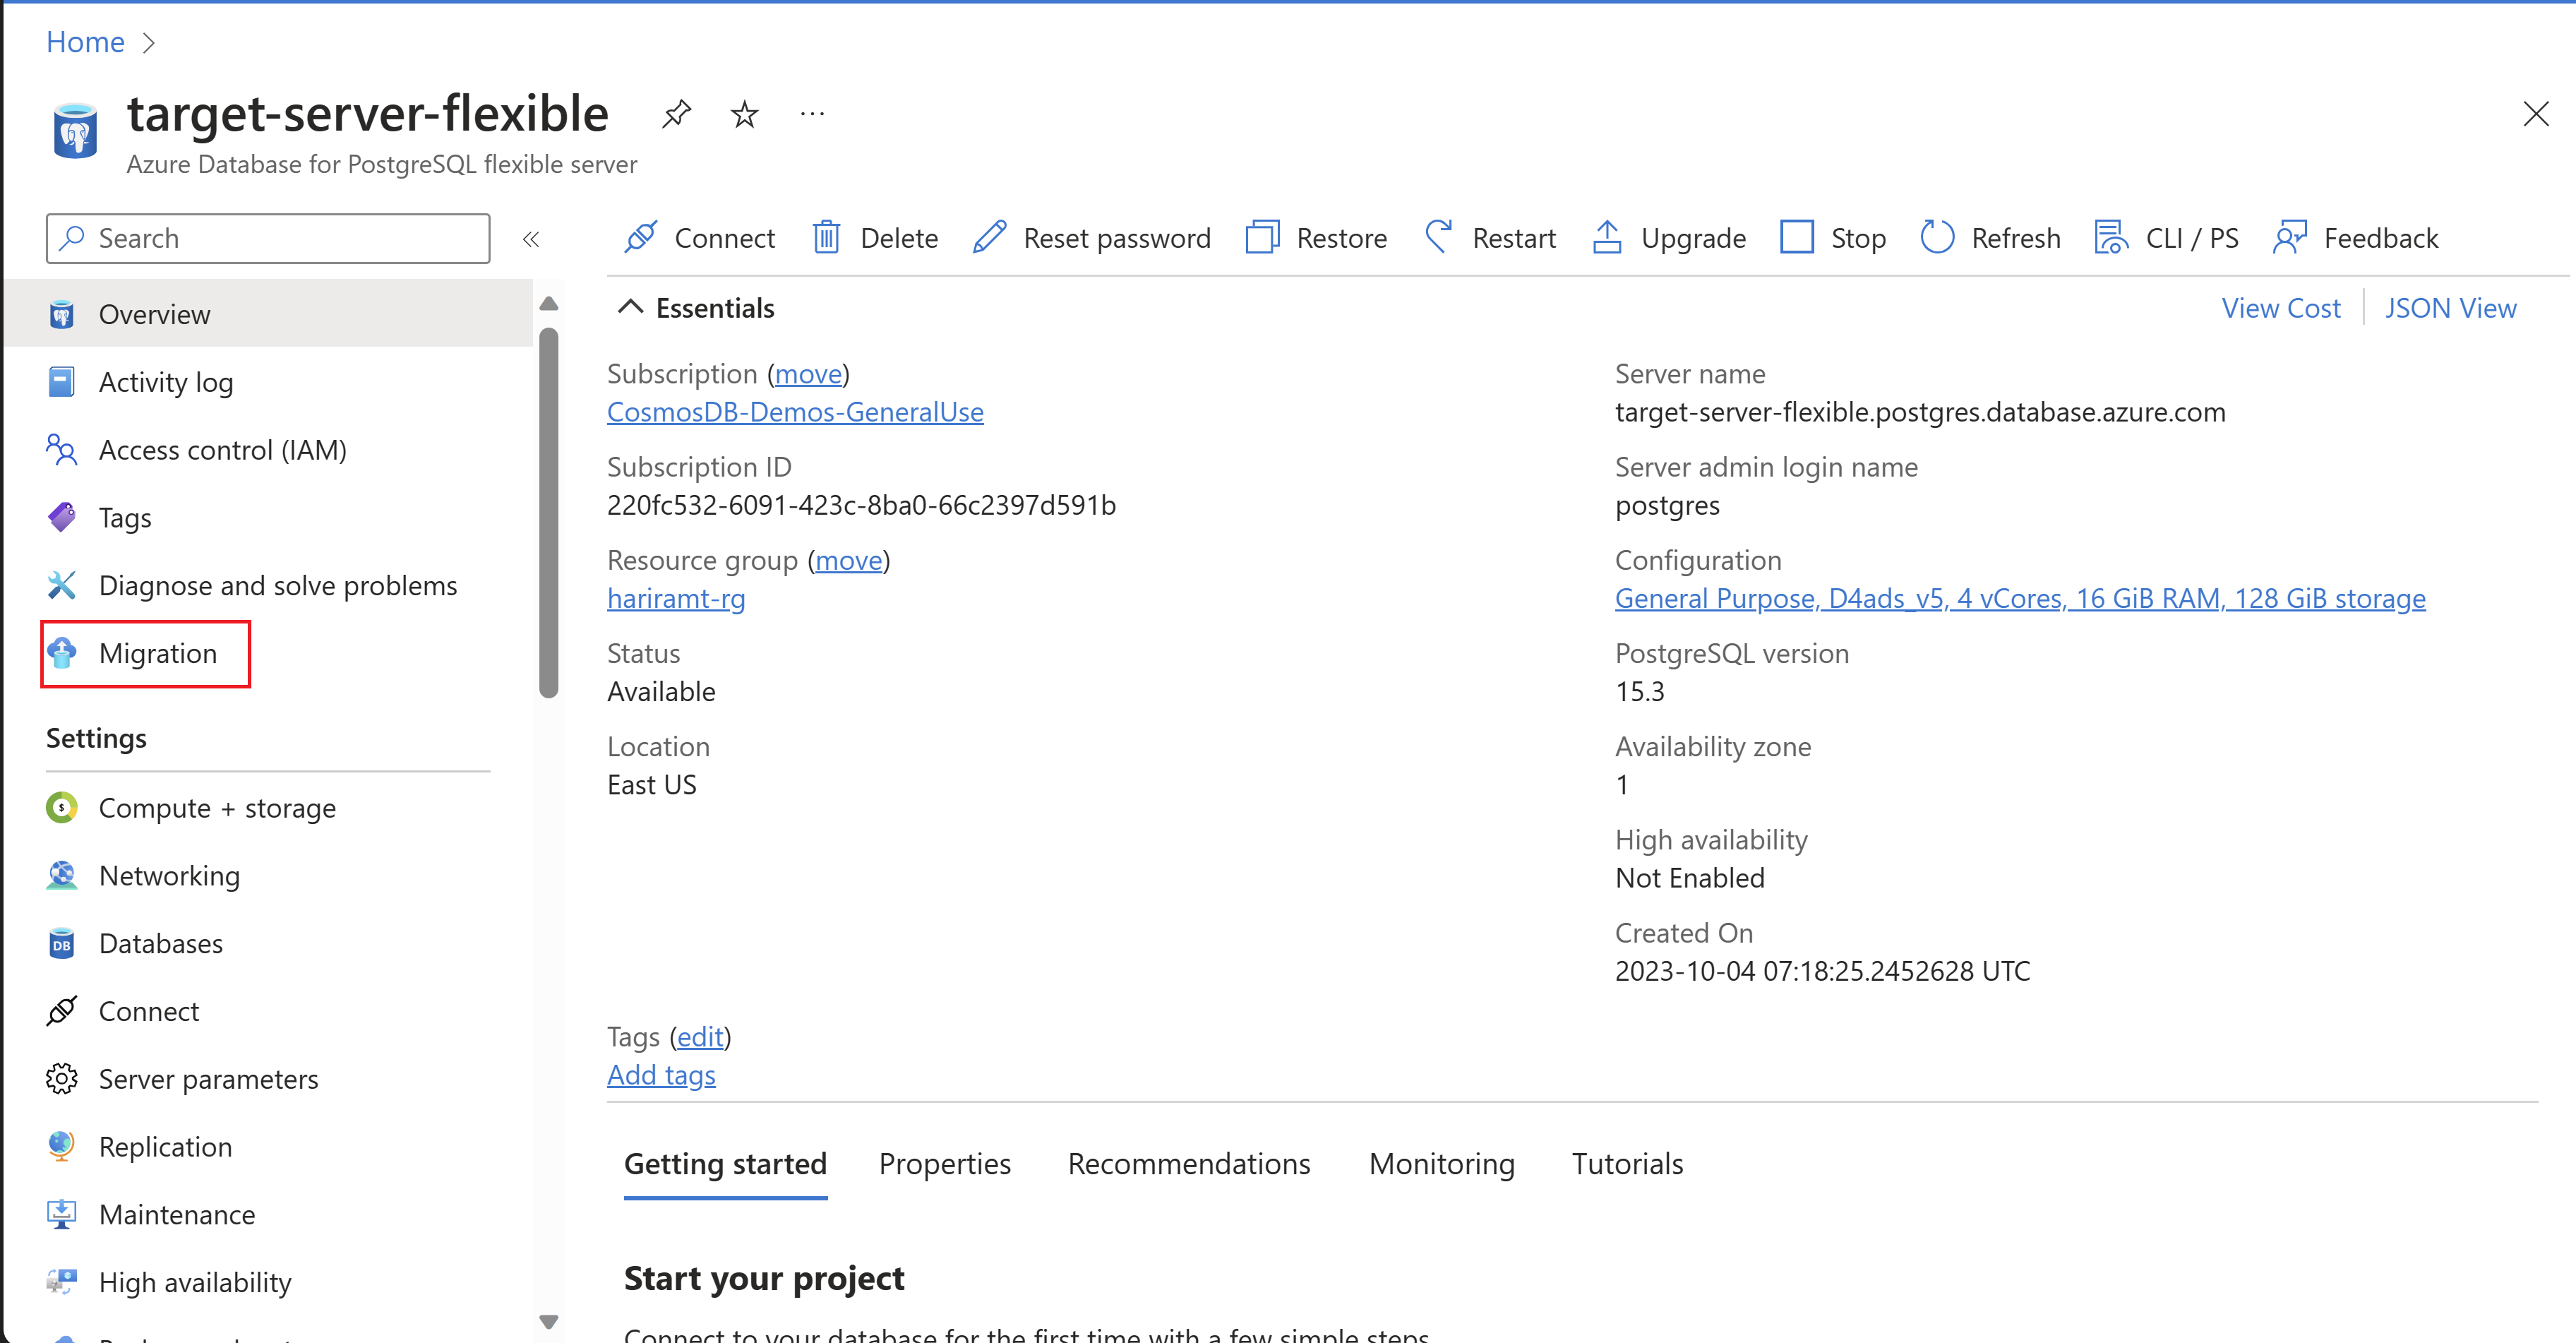 Home
target-server-flexible
Azure Database for PostgreSQL flexible server
Search
Overview
Activity log
Access control (IAM)
Tags
Diagnose and solve problems
Migration
Settings
Compute + storage
Networking
Databases
Connect
Server parameters
Replication
Maintenance
High availability
Connect Delete Reset password Restore Restart Upgrade Stop Refresh CLI / PS Feedback
Essentials
View Cost JSON View
Subscription (move)
CosmosDB-Demos-GeneralUse
Subscription ID
220fc532-6091-423c-8ba0-66c2397d591b
Resource group (move)
hariramt-rg
Status
Available
Location
East US
Server name
target-server-flexible.postgres.database.azure.com
Server admin login name
postgres
Configuration
General Purpose, D4ads_v5, 4 vCores, 16 GiB RAM, 128 GiB storage
PostgreSQL version
15.3
Availability zone
1
High availability
Not Enabled
Created On
2023-10-04 07:18:25.2452628 UTC
Tags (edit)
Add tags
Getting started Properties Recommendations Monitoring Tutorials
Start your project
Connect to your database for the first time with a few simple steps